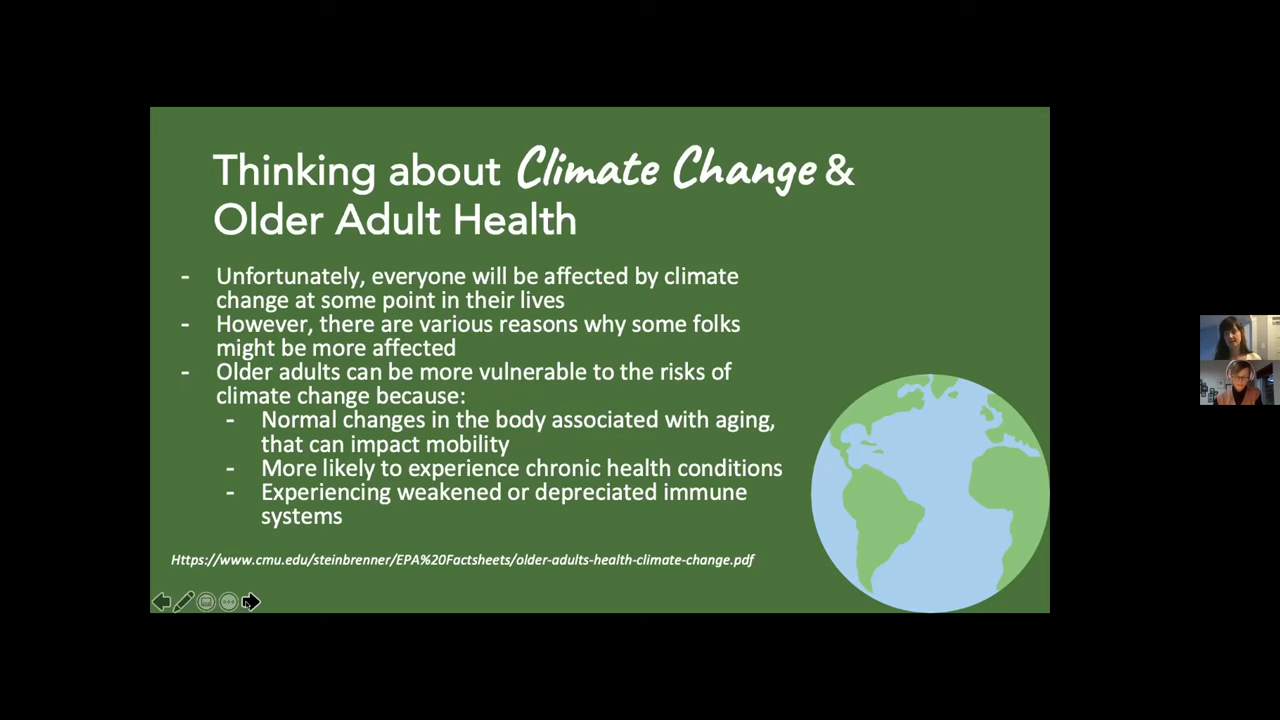 Thinking about Climate Change &
Older Adult Health
- Unfortunately, everyone will be affected by climate
change at some point in their lives
- However, there are various reasons why some folks
might be more affected
- Older adults can be more vulnerable to the risks of
climate change because:
- Normal changes in the body associated with aging,
that can impact mobility
- More likely to experience chronic health conditions
- Experiencing weakened or depreciated immune
systems
Https://www.cmu.edu/steinbrenner/EPA%20Factsheets/older-adults-health-climate-change.pdf